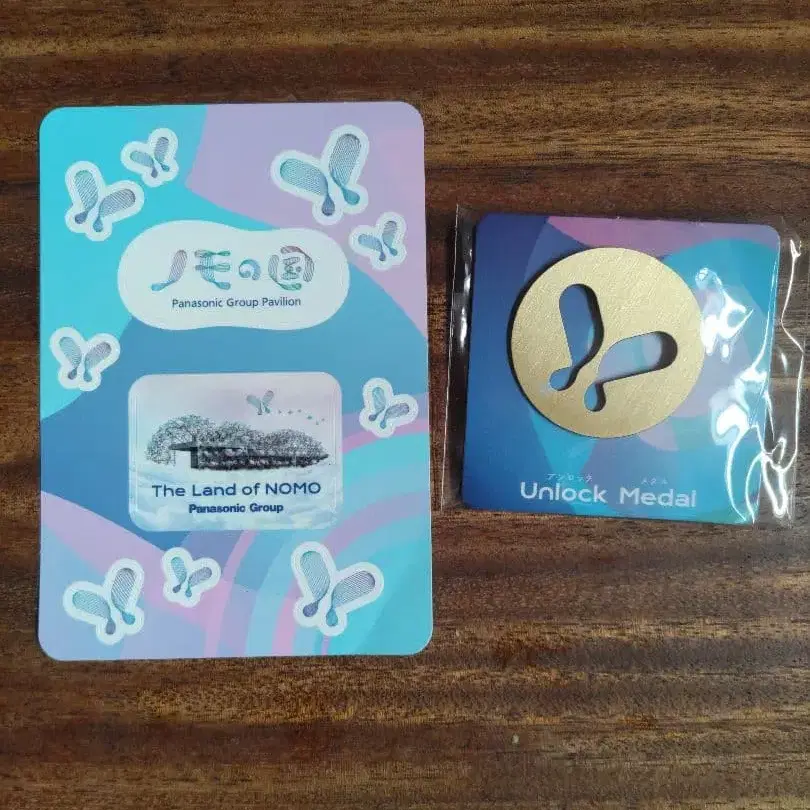 ノモの国
Panasonic Group Pavilion
The Land of NOMO
Panasonic Group
アンロック メダル
Unlock Medal